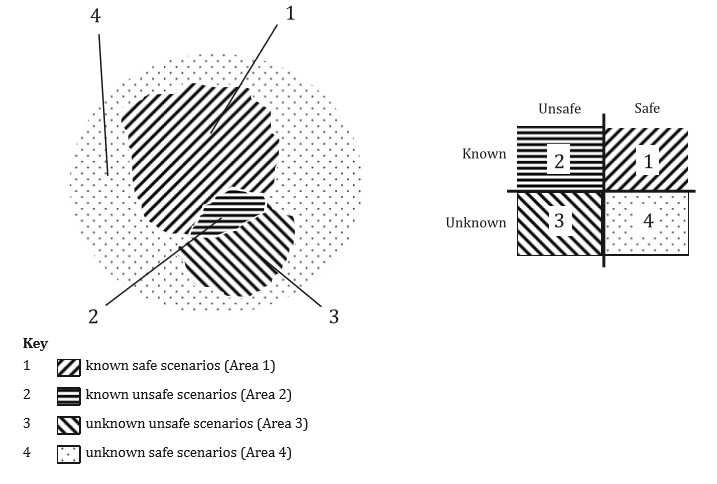 4
1
2
3
Unsafe Safe
Known 2 1
Unknown 3 4
Key
1 known safe scenarios (Area 1)
2 known unsafe scenarios (Area 2)
3 unknown unsafe scenarios (Area 3)
4 unknown safe scenarios (Area 4)